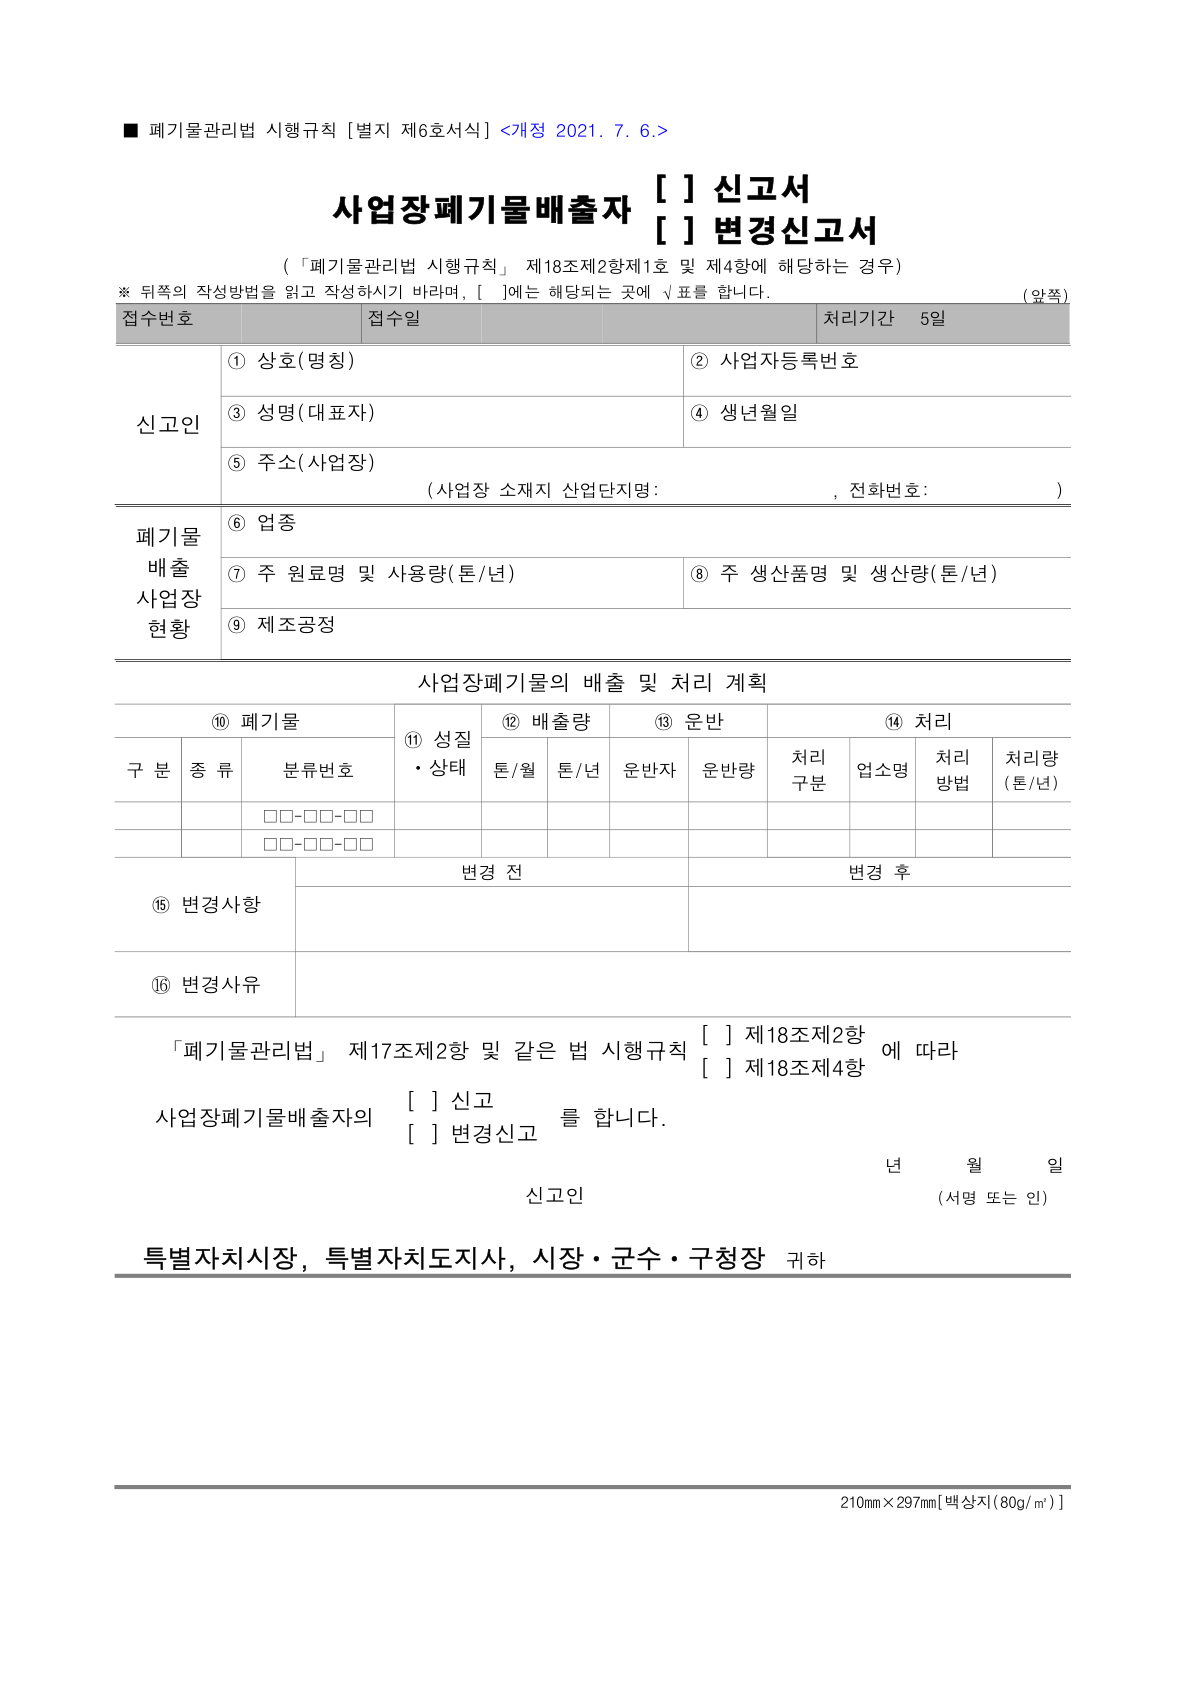 ■ 폐기물관리법 시행규칙 [별지 제6호서식] <개정 2021. 7. 6.>
사업장폐기물배출자 [ ] 신고서
[ ] 변경신고서
(「폐기물관리법 시행규칙」 제18조제2항제1호 및 제4항에 해당하는 경우)
※ 뒤쪽의 작성방법을 읽고 작성하시기 바라며, [ ]에는 해당되는 곳에 √표를 합니다. (앞쪽)
접수번호 접수일 처리기간 5일
신고인
① 상호(명칭) ② 사업자등록번호
③ 성명(대표자) ④ 생년월일
⑤ 주소(사업장)
(사업장 소재지 산업단지명: , 전화번호: )
폐기물
배출
사업장
현황
⑥ 업종
⑦ 주 원료명 및 사용량(톤/년) ⑧ 주 생산품명 및 생산량(톤/년)
⑨ 제조공정
사업장폐기물의 배출 및 처리 계획
⑩ 폐기물 ⑪ 성질 ・상태 ⑫ 배출량 ⑬ 운반 ⑭ 처리
구 분 종 류 분류번호 톤/월 톤/년 운반자 운반량 처리 구분 업소명 처리 방법 처리량 (톤/년)
□□-□□-□□
□□-□□-□□
⑮ 변경사항 변경 전 변경 후
⑯ 변경사유
「폐기물관리법」 제17조제2항 및 같은 법 시행규칙 [ ] 제18조제2항 에 따라
[ ] 제18조제4항
사업장폐기물배출자의 [ ] 신고 를 합니다.
[ ] 변경신고
년 월 일
신고인 (서명 또는 인)
특별자치시장, 특별자치도지사, 시장・군수・구청장 귀하
210㎜×297㎜[백상지(80g/㎡)]